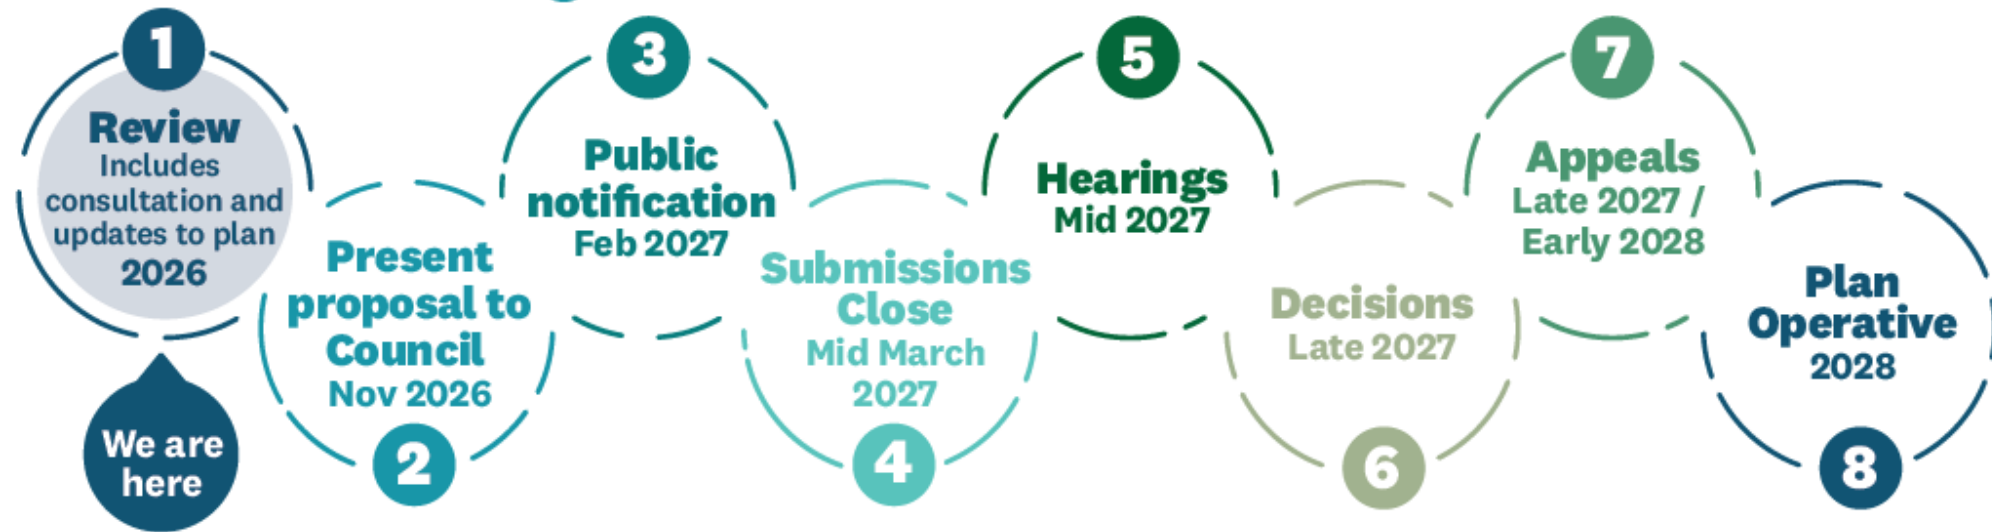 1
Review
Includes
consultation and
updates to plan
2026
We are
here
Present
proposal to
Council
Nov 2026
2
3
Public
notification
Feb 2027
Submissions
Close
Mid March
2027
4
5
Hearings
Mid 2027
Decisions
Late 2027
6
7
Appeals
Late 2027 /
Early 2028
Plan
Operative
2028
8